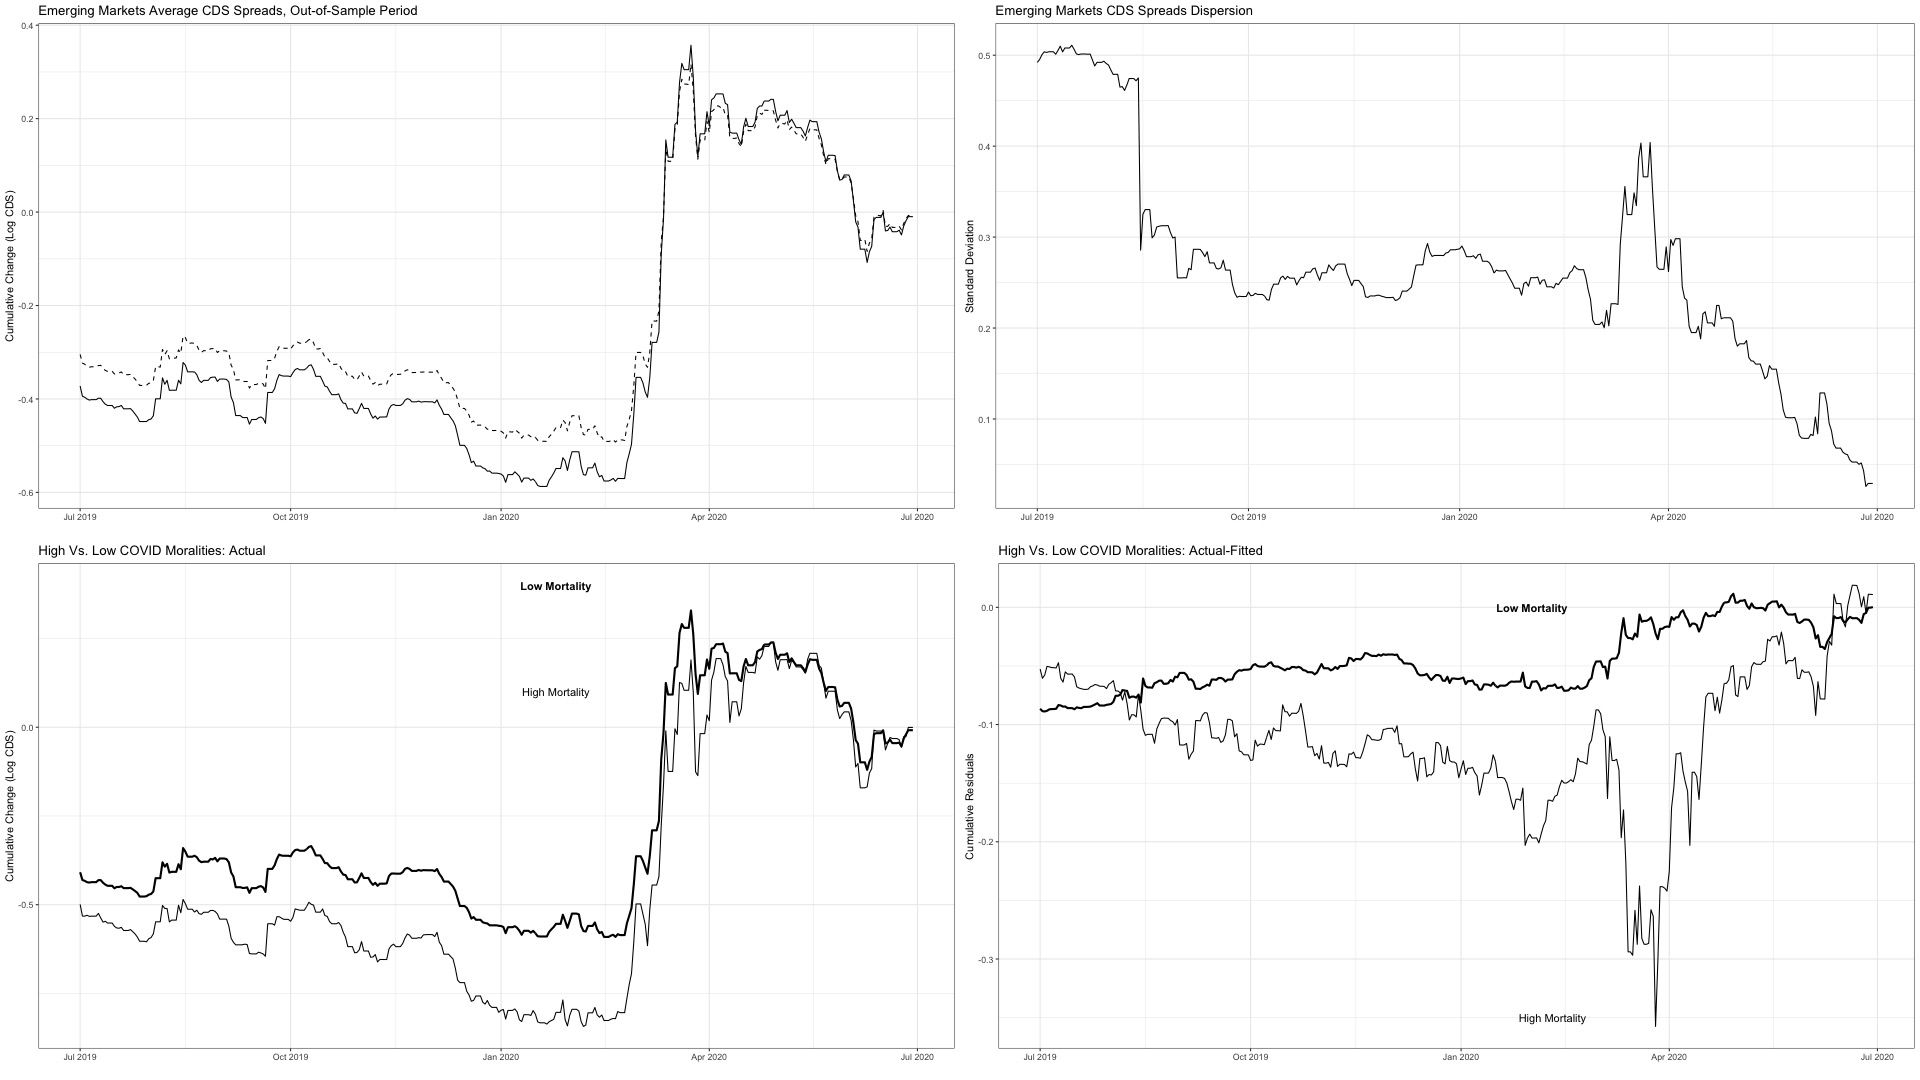 Emerging Markets Average CDS Spreads, Out-of-Sample Period
Cumulative Change (Log CDS)
0.4
0.2
0.0
-0.2
-0.4
-0.6
Jul 2019
Oct 2019
Jan 2020
Apr 2020
Jul 2020
Emerging Markets CDS Spreads Dispersion
Standard Deviation
0.5
0.4
0.3
0.2
0.1
Jul 2019
Oct 2019
Jan 2020
Apr 2020
Jul 2020
High Vs. Low COVID Moralities: Actual
Cumulative Change (Log CDS)
0.0
-0.5
Low Mortality
High Mortality
Jul 2019
Oct 2019
Jan 2020
Apr 2020
Jul 2020
High Vs. Low COVID Moralities: Actual-Fitted
Cumulative Residuals
0.0
-0.1
-0.2
-0.3
Low Mortality
High Mortality
Jul 2019
Oct 2019
Jan 2020
Apr 2020
Jul 2020